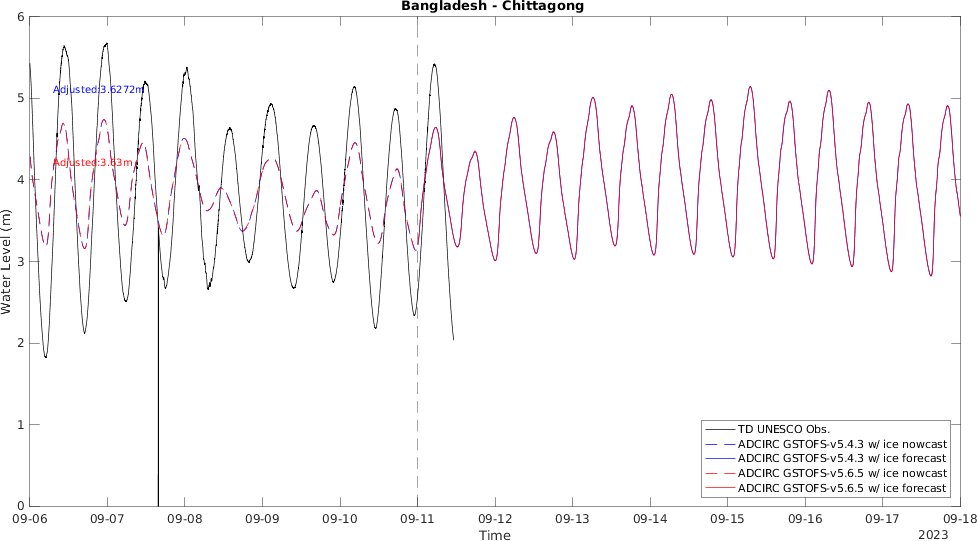 Bangladesh - Chittagong
6
5
4
3
2
1
0
Water Level (m)
Adjusted:3.6272m
Adjusted:3.63m
TD UNESCO Obs.
ADCIRC GSTOFS-v5.4.3 w/ ice nowcast
ADCIRC GSTOFS-v5.4.3 w/ ice forecast
ADCIRC GSTOFS-v5.6.5 w/ ice nowcast
ADCIRC GSTOFS-v5.6.5 w/ ice forecast
09-06 09-07 09-08 09-09 09-10 09-11 09-12 09-13 09-14 09-15 09-16 09-17 09-18
Time
2023